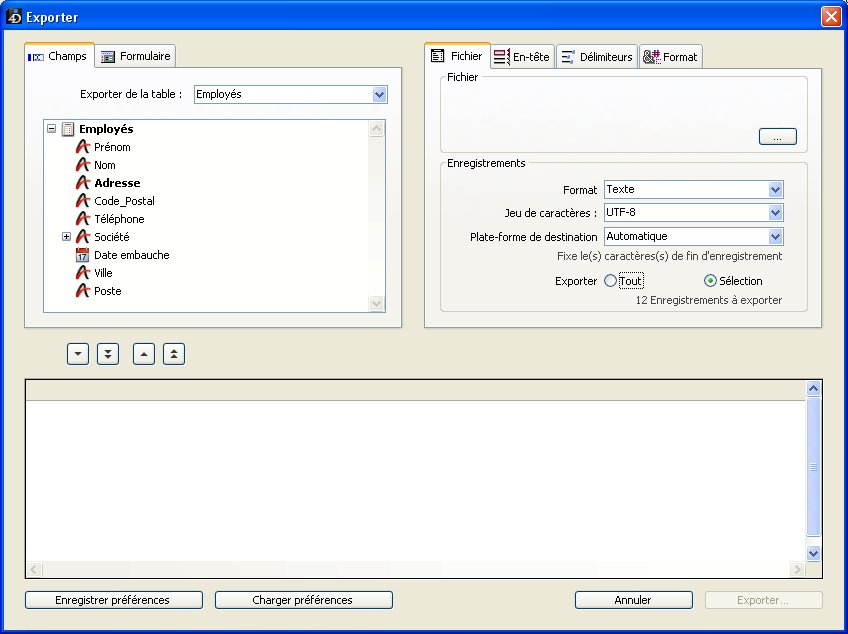 4D Exporter
Champs
Formulaire
Exporter de la table :
Employés
Employés
Prénom
Nom
Adresse
Code_Postal
Téléphone
Société
17 Date embauche
Ville
Poste
Fichier
En-tête
Délimiteurs
Format
Fichier
...
Enregistrements
Format
Texte
Jeu de caractères :
UTF-8
Plate-forme de destination
Automatique
Fixe le(s) caractères(s) de fin d'enregistrement
Exporter
Tout
Sélection
12 Enregistrements à exporter
Enregistrer préférences
Charger préférences
Annuler
Exporter...